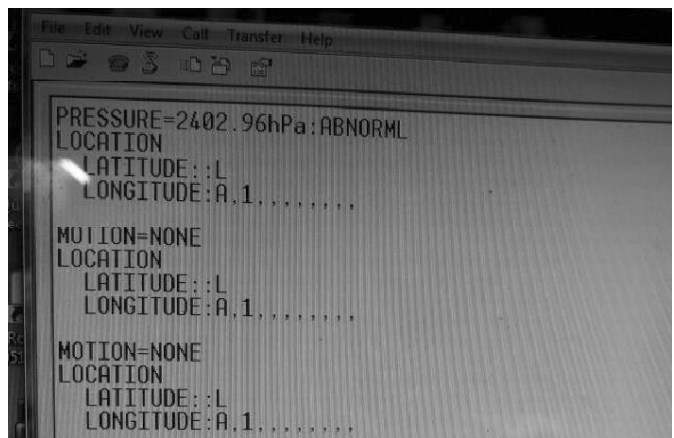 File Edit View Call Transfer Help
PRESSURE=2402.96hPa:ABNORML
LOCATION
LATITUDE::L
LONGITUDE:A,1,,,,,,,,
MOTION=NONE
LOCATION
LATITUDE::L
LONGITUDE:A,1,,,,,,,,
MOTION=NONE
LOCATION
LATITUDE::L
LONGITUDE:A,1,,,,,,,,